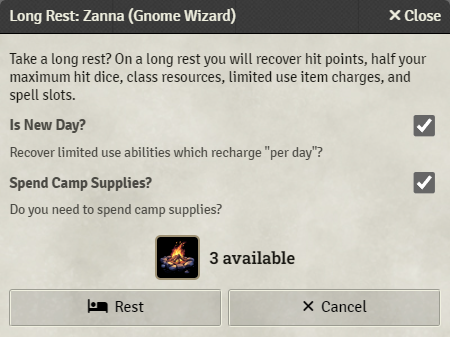 Long Rest: Zanna (Gnome Wizard)
Close
Take a long rest? On a long rest you will recover hit points, half your
maximum hit dice, class resources, limited use item charges, and
spell slots.
Is New Day?
Recover limited use abilities which recharge "per day"?
Spend Camp Supplies?
Do you need to spend camp supplies?
3 available
Rest
Cancel